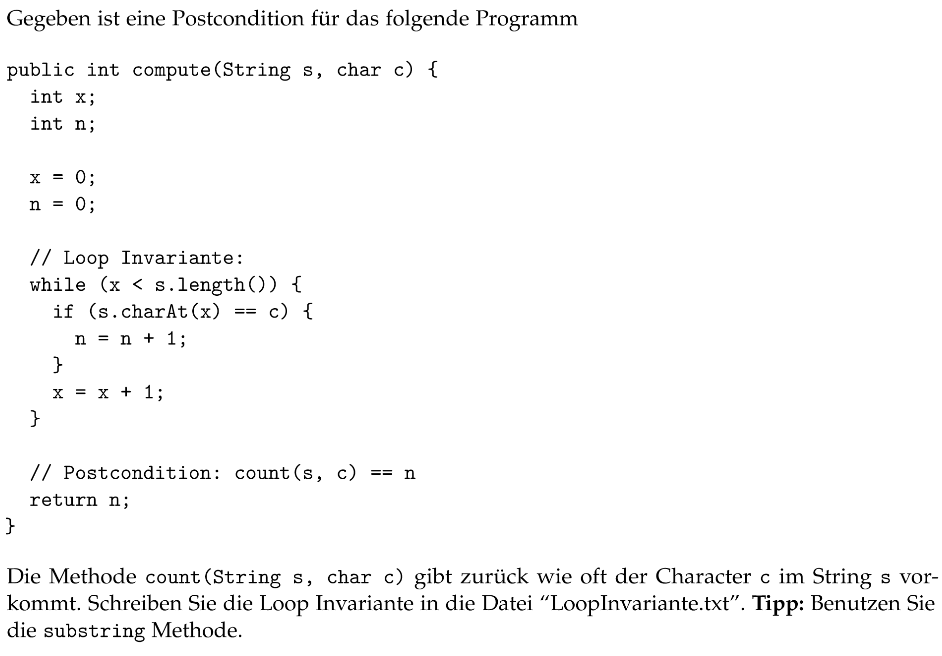 Gegeben ist eine Postcondition für das folgende Programm
public int compute(String s, char c) {
int x;
int n;
x = 0;
n = 0;
// Loop Invariante:
while (x < s.length()) {
if (s.charAt(x) == c) {
n = n + 1;
}
x = x + 1;
}
// Postcondition: count(s, c) == n
return n;
}
Die Methode count(String s, char c) gibt zurück wie oft der Character c im String s vor-
kommt. Schreiben Sie die Loop Invariante in die Datei “LoopInvariante.txt”. Tipp: Benutzen Sie
die substring Methode.